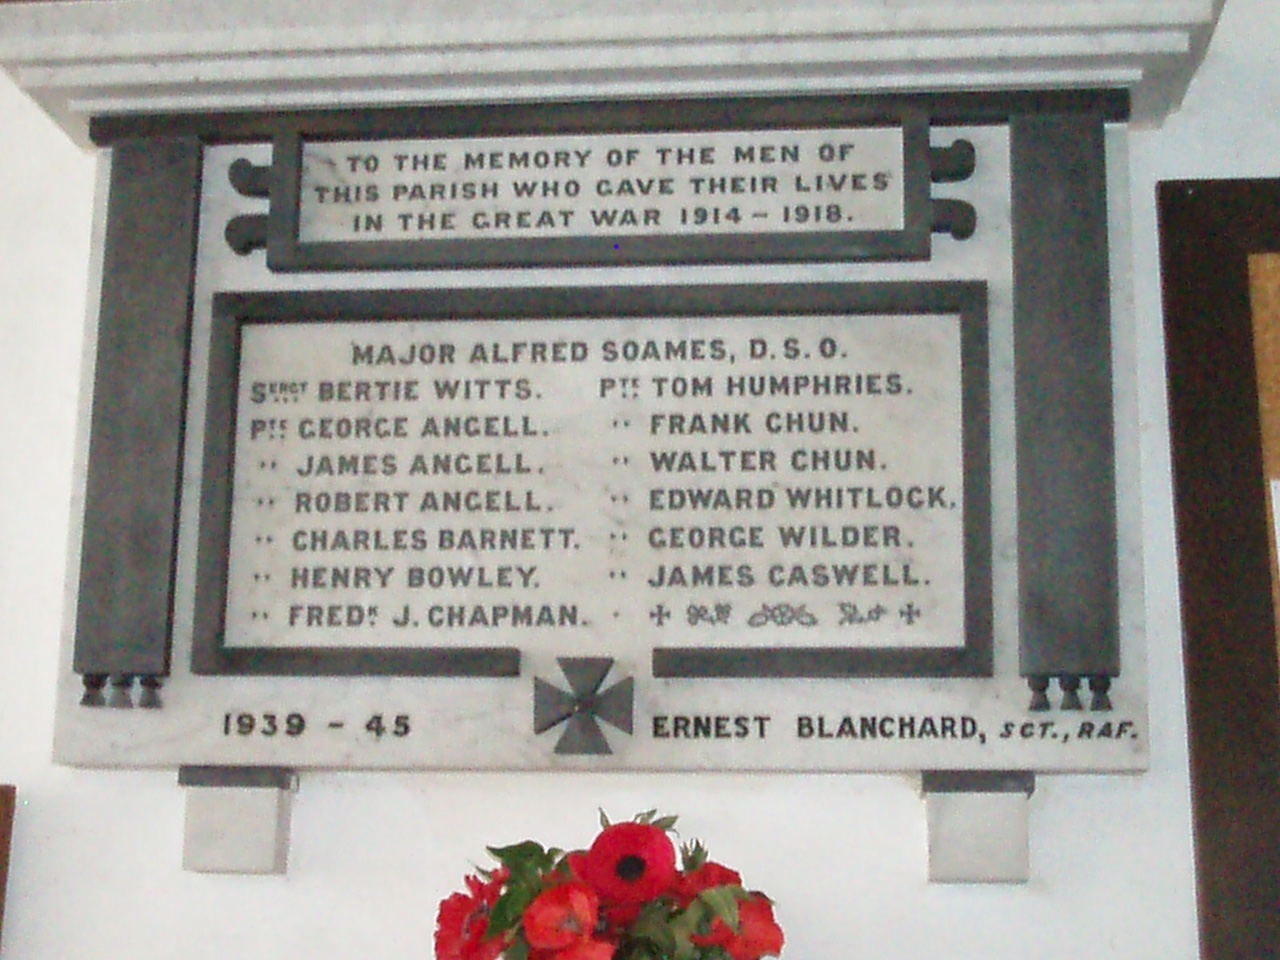 TO THE MEMORY OF THE MEN OF
THIS PARISH WHO GAVE THEIR LIVES
IN THE GREAT WAR 1914 - 1918.
MAJOR ALFRED SOAMES, D.S.O.
SERGT BERTIE WITTS. PTE TOM HUMPHRIES.
PTE GEORGE ANGELL. " FRANK CHUN.
" JAMES ANGELL. " WALTER CHUN.
" ROBERT ANGELL. " EDWARD WHITLOCK.
" CHARLES BARNETT. " GEORGE WILDER.
" HENRY BOWLEY. " JAMES CASWELL.
" FREDK J. CHAPMAN.
1939 - 45 ERNEST BLANCHARD, SGT., RAF.